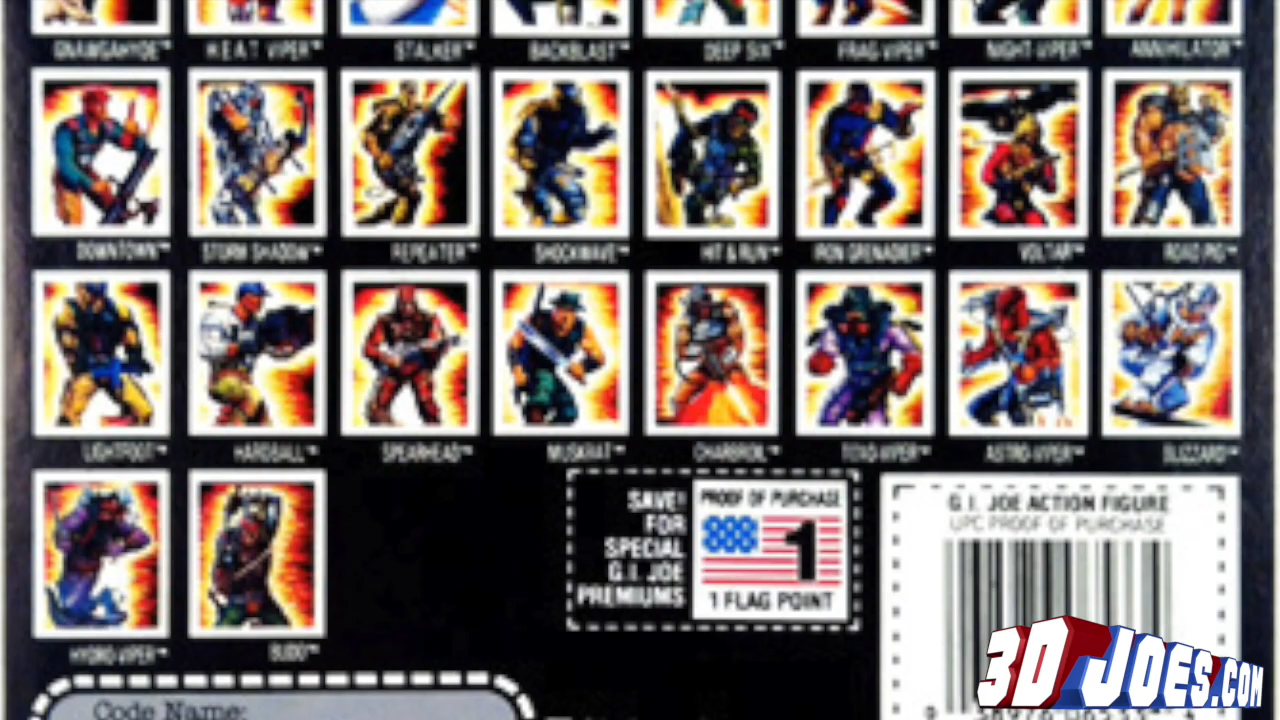 GNAWGAHYDE™ H.E.A.T. VIPER™ STALKER™ BACKBLAST™ DEEP SIX™ FRAG-VIPER™ NIGHT-VIPER™ ANNIHILATOR™
DOWNTOWN™ STORM SHADOW™ REPEATER™ SHOCKWAVE™ HIT & RUN™ IRON GRENADIER™ VOLTAR™ ROAD PIG™
LIGHTFOOT™ HARDBALL™ SPEARHEAD™ MUSKRAT™ CHARBROIL™ TOXO-VIPER™ ASTRO-VIPER™ BLIZZARD™
HYDRO-VIPER™ BUDO™
SAVE!
FOR
SPECIAL
G.I. JOE
PREMIUMS
PROOF OF PURCHASE
1
1 FLAG POINT
G.I. JOE ACTION FIGURE
UPC PROOF OF PURCHASE
Code Name:
3D JOES.COM